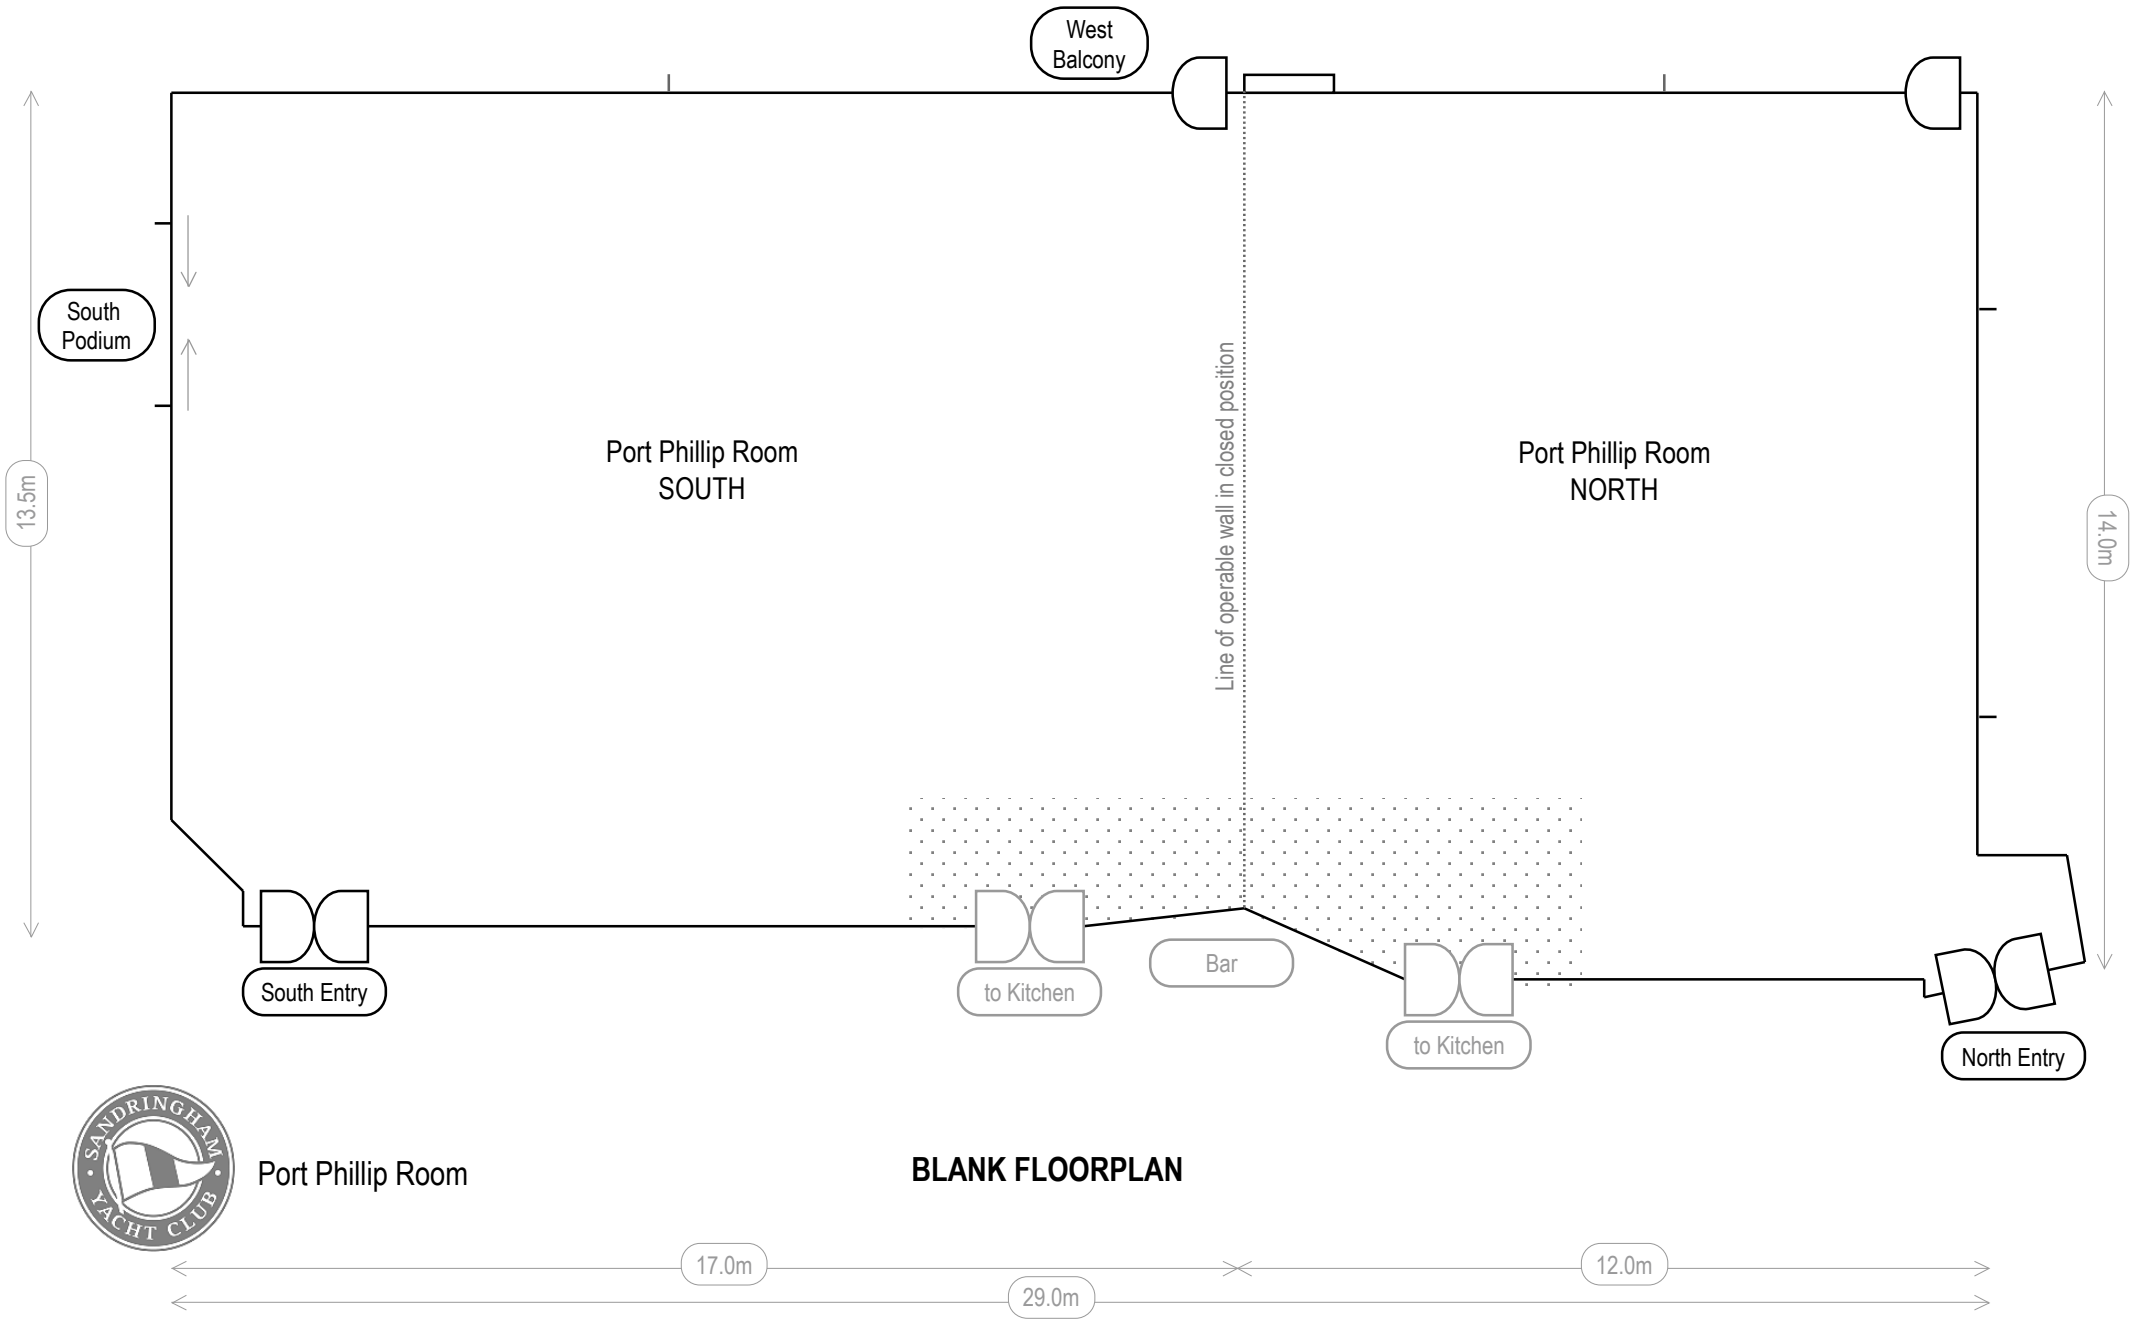 West
Balcony
South
Podium
13.5m
Port Phillip Room
SOUTH
Line of operable wall in closed position
Port Phillip Room
NORTH
14.0m
South Entry
to Kitchen
Bar
to Kitchen
North Entry
· SANDRINGHAM ·
YACHT CLUB
Port Phillip Room
BLANK FLOORPLAN
17.0m
12.0m
29.0m